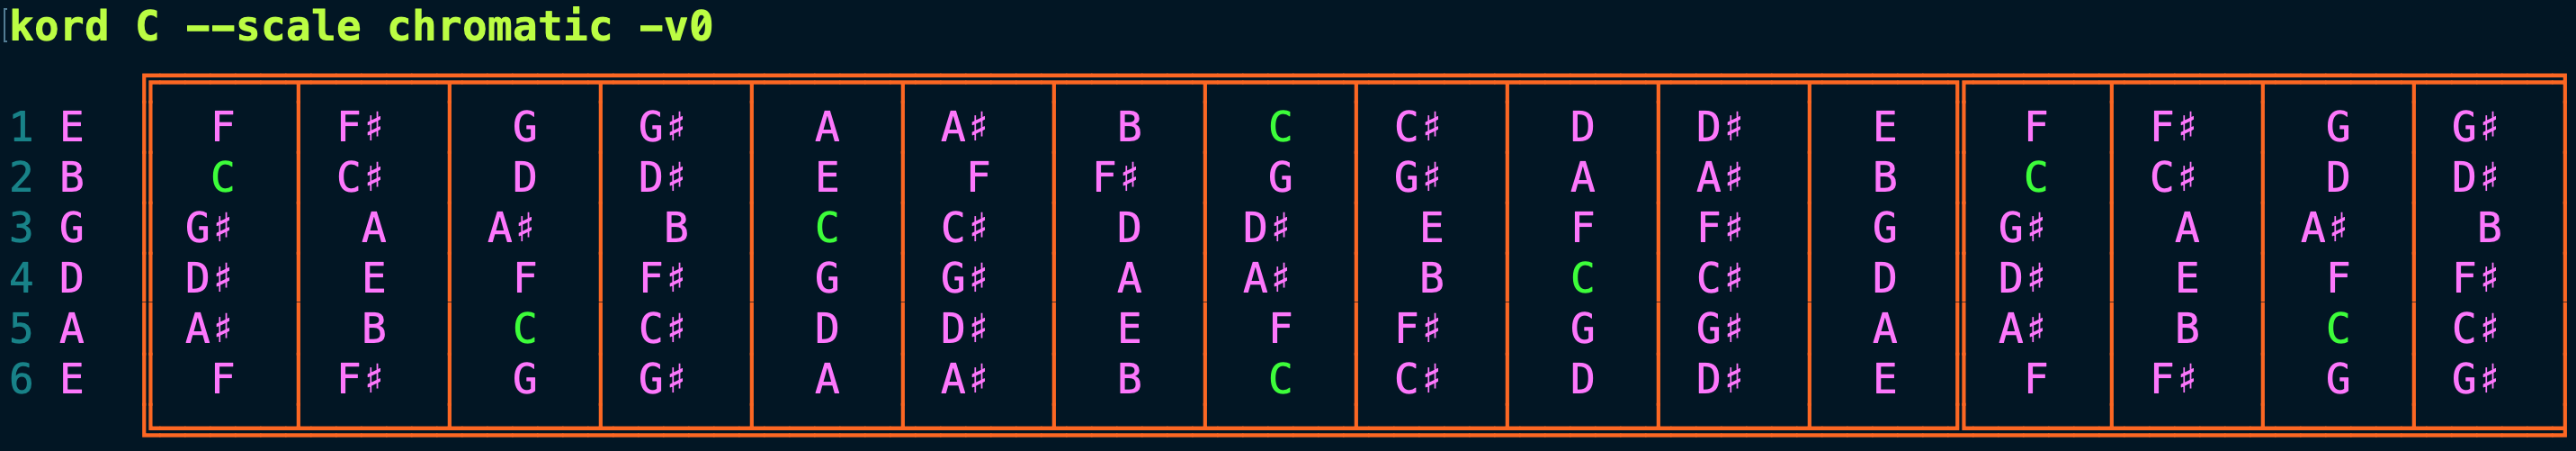 kord C --scale chromatic -v0
1 E F F♯ G G♯ A A♯ B C C♯ D D♯ E F F♯ G G♯
2 B C C♯ D D♯ E F F♯ G G♯ A A♯ B C C♯ D D♯
3 G G♯ A A♯ B C C♯ D D♯ E F F♯ G G♯ A A♯ B
4 D D♯ E F F♯ G G♯ A A♯ B C C♯ D D♯ E F F♯
5 A A♯ B C C♯ D D♯ E F F♯ G G♯ A A♯ B C C♯
6 E F F♯ G G♯ A A♯ B C C♯ D D♯ E F F♯ G G♯